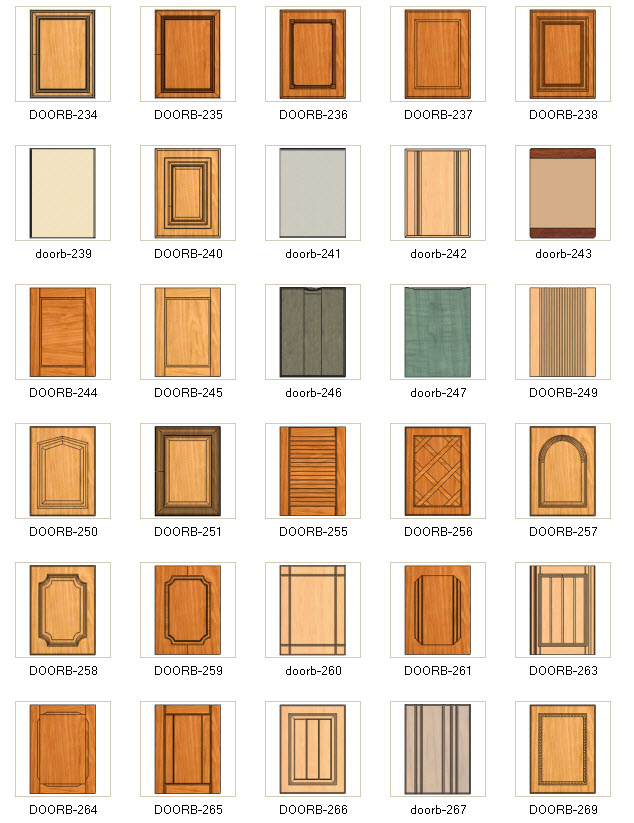 DOORB-234 DOORB-235 DOORB-236 DOORB-237 DOORB-238
doorb-239 DOORB-240 doorb-241 doorb-242 doorb-243
DOORB-244 DOORB-245 doorb-246 doorb-247 DOORB-249
DOORB-250 DOORB-251 DOORB-255 DOORB-256 DOORB-257
DOORB-258 DOORB-259 doorb-260 DOORB-261 DOORB-263
DOORB-264 DOORB-265 DOORB-266 doorb-267 DOORB-269